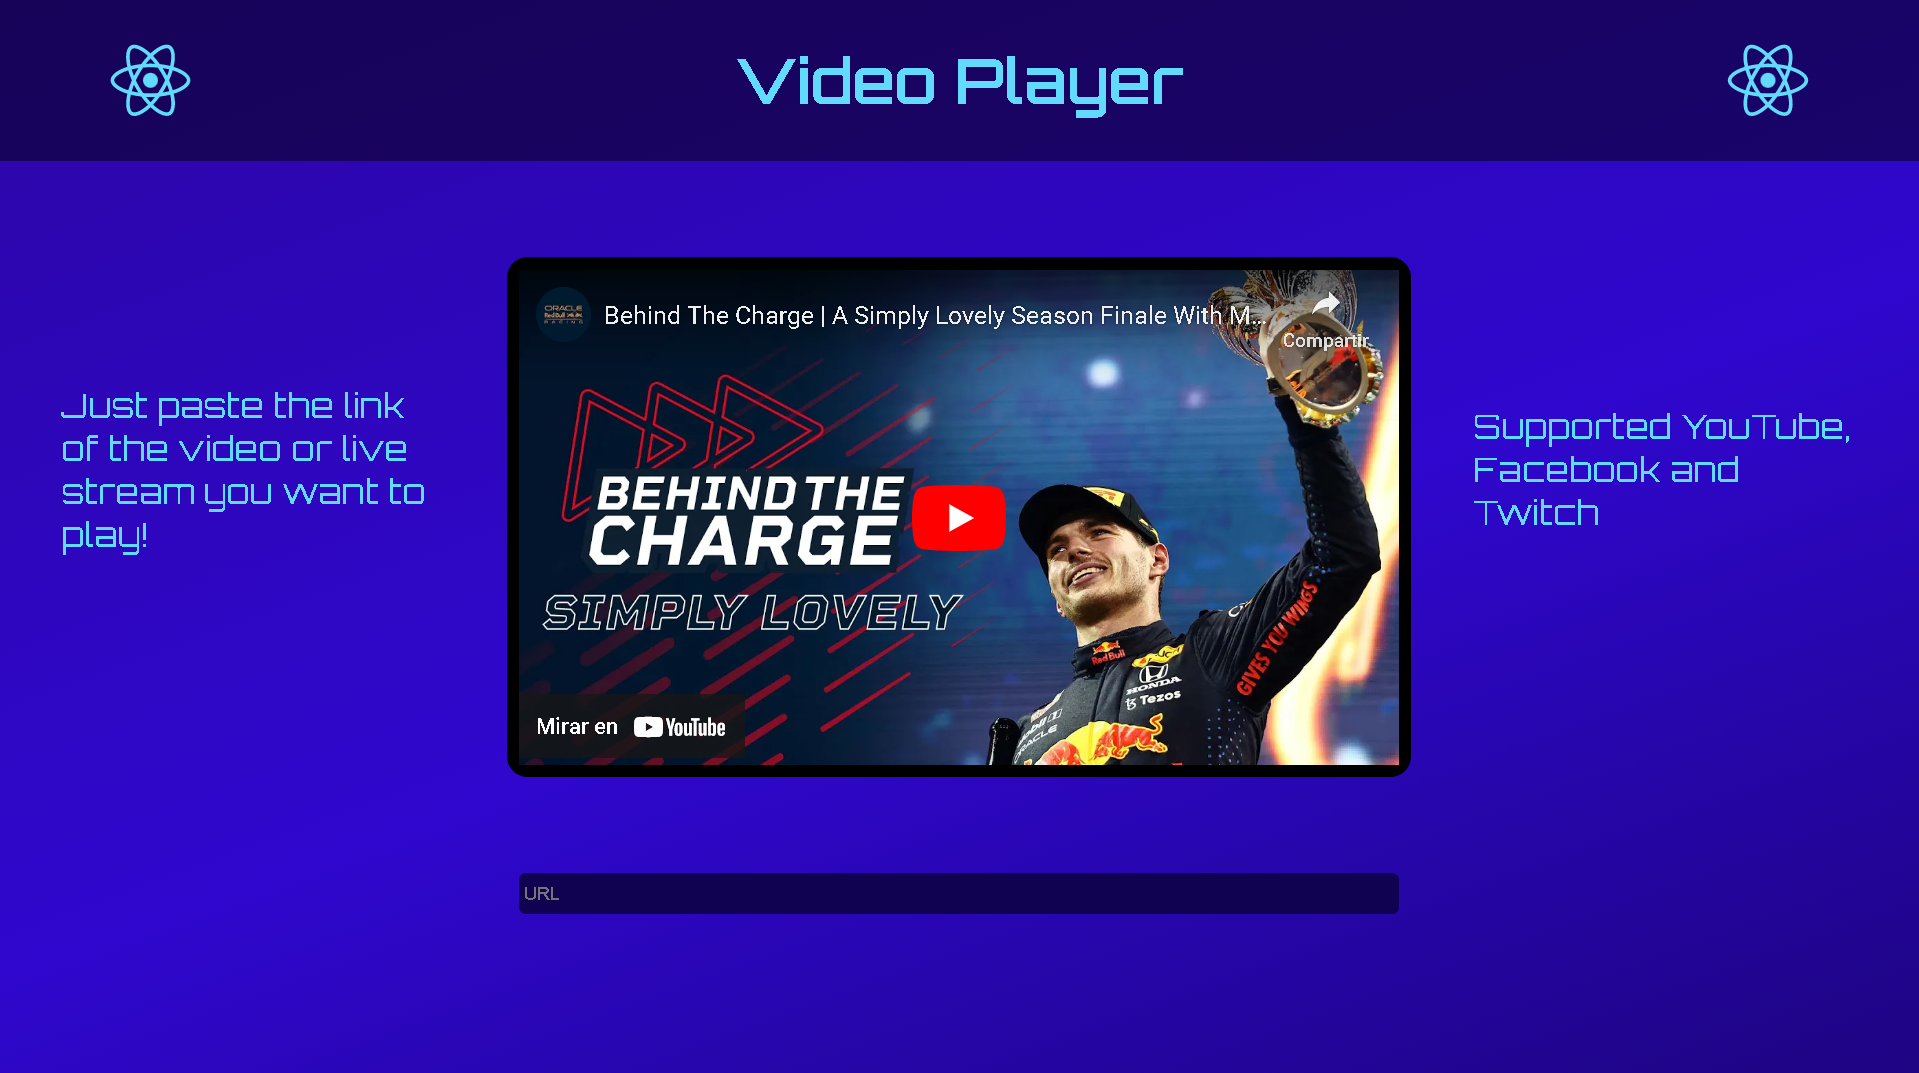 Video Player
Just paste the link
of the video or live
stream you want to
play!
ORACLE
Red Bull
RACING
Behind The Charge | A Simply Lovely Season Finale With M...
Compartir
BEHIND THE
CHARGE
SIMPLY LOVELY
GIVES YOU WINGS
Red Bull
HONDA
Tezos
Mobil 1
ORACLE
Mirar en YouTube
Supported YouTube,
Facebook and
Twitch
URL